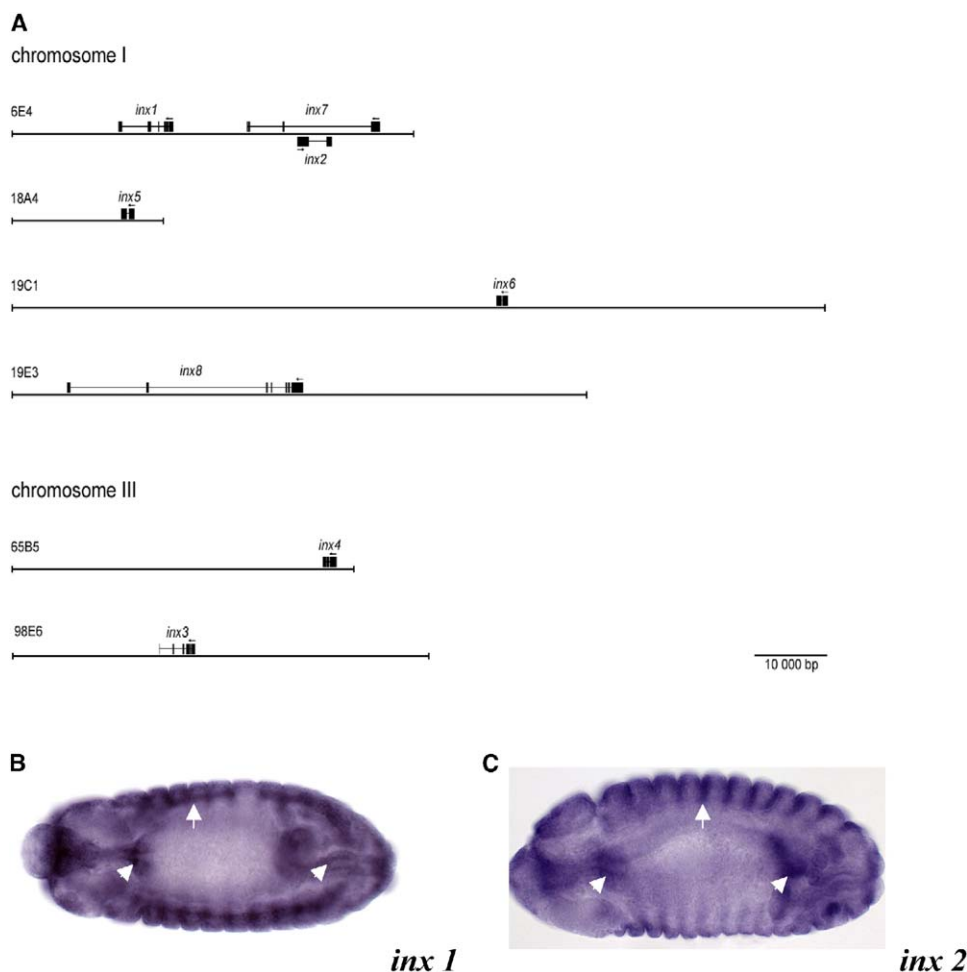 A
chromosome I
6E4
inx1
inx7
inx2
18A4
inx5
19C1
inx6
19E3
inx8
chromosome III
65B5
inx4
98E6
inx3
10 000 bp
B
C
inx 1
inx 2